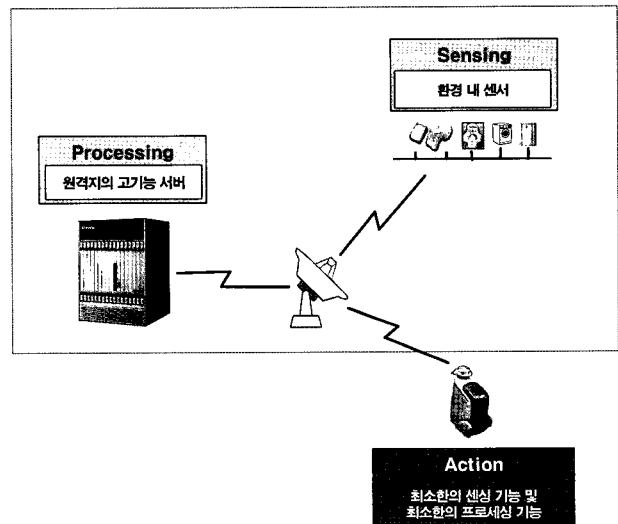 Sensing
환경 내 센서
Processing
원격지의 고기능 서버
Action
최소한의 센싱 기능 및
최소한의 프로세싱 기능